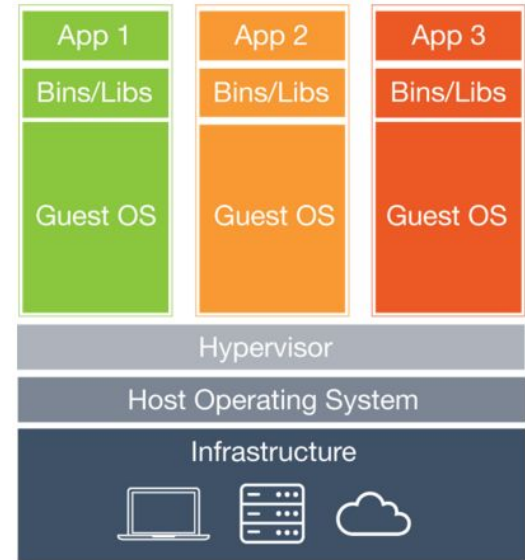 App 1
App 2
App 3
Bins/Libs
Bins/Libs
Bins/Libs
Guest OS
Guest OS
Guest OS
Hypervisor
Host Operating System
Infrastructure